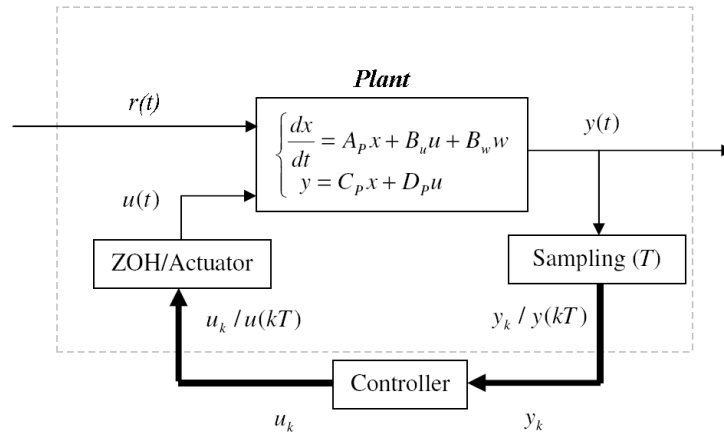 Plant
r(t)
dx/dt = A_P x + B_u u + B_w w
y = C_P x + D_P u
y(t)
u(t)
ZOH/Actuator
Sampling (T)
u_k / u(kT)
y_k / y(kT)
Controller
u_k
y_k